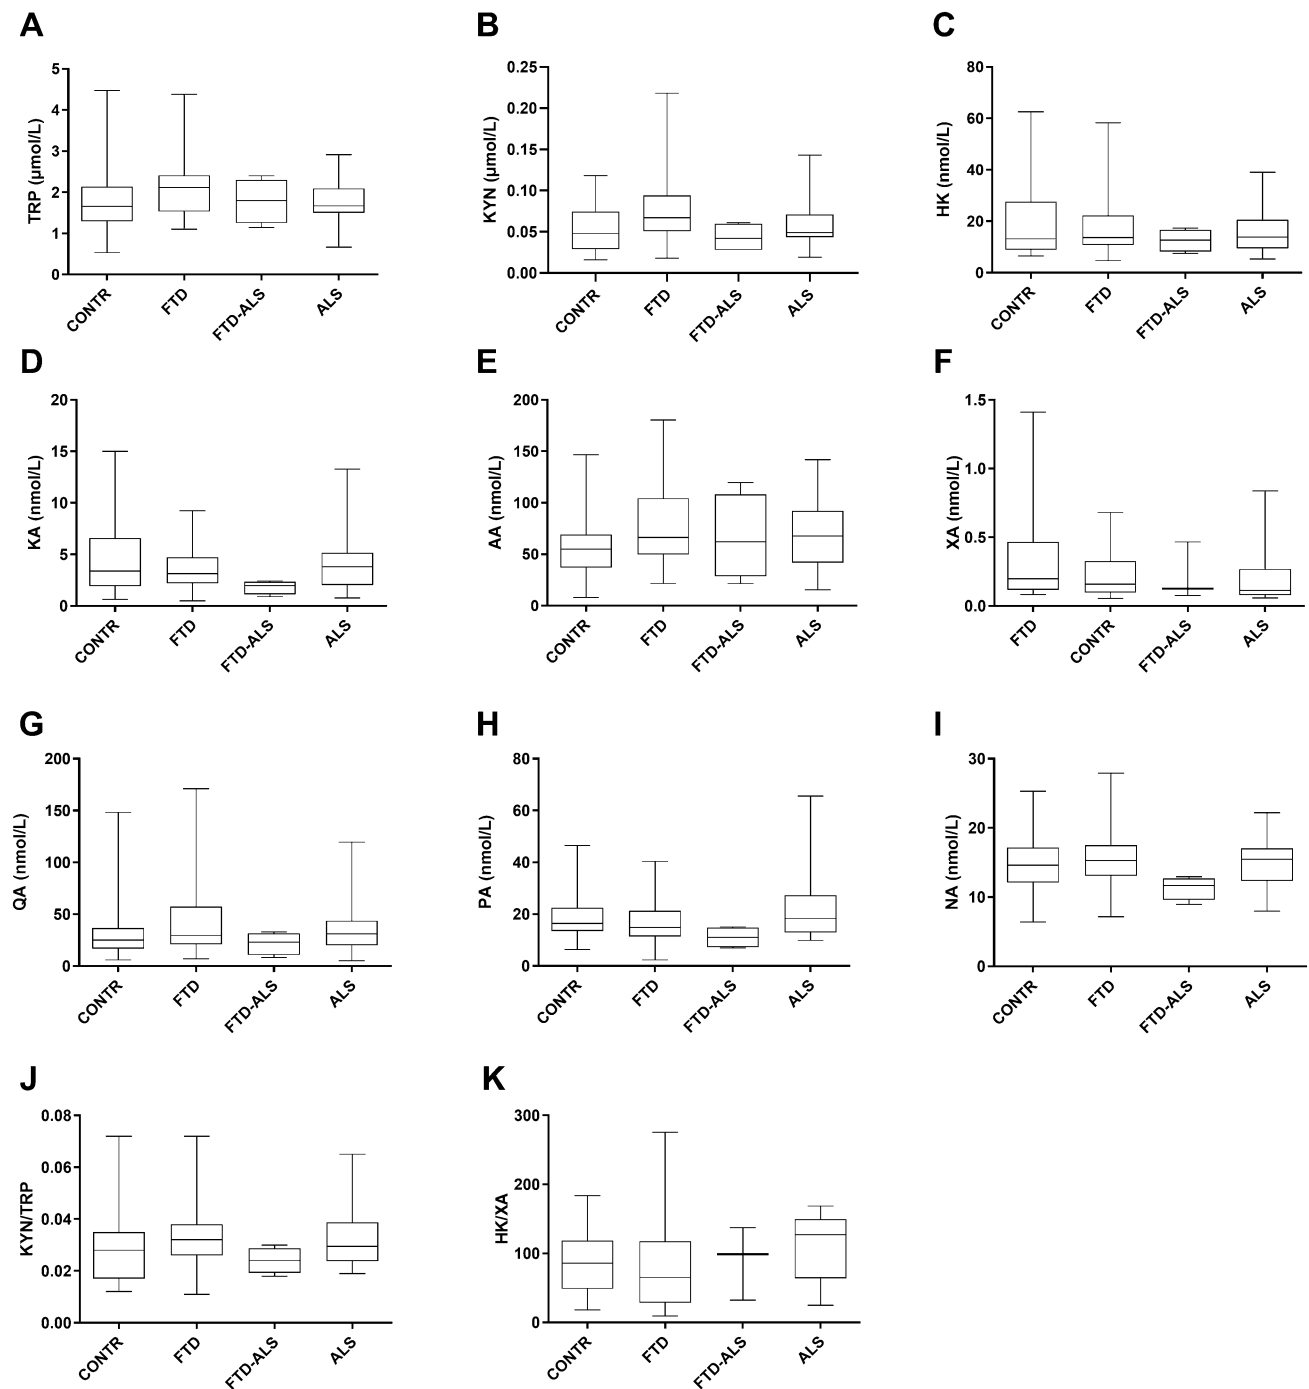 A
TRP (μmol/L)
5
4
3
2
1
0
CONTR
FTD
FTD-ALS
ALS
B
KYN (μmol/L)
0.25
0.20
0.15
0.10
0.05
0.00
CONTR
FTD
FTD-ALS
ALS
C
HK (nmol/L)
80
60
40
20
0
CONTR
FTD
FTD-ALS
ALS
D
KA (nmol/L)
20
15
10
5
0
CONTR
FTD
FTD-ALS
ALS
E
AA (nmol/L)
200
150
100
50
0
CONTR
FTD
FTD-ALS
ALS
F
XA (nmol/L)
1.5
1.0
0.5
0.0
FTD
CONTR
FTD-ALS
ALS
G
QA (nmol/L)
200
150
100
50
0
CONTR
FTD
FTD-ALS
ALS
H
PA (nmol/L)
80
60
40
20
0
CONTR
FTD
FTD-ALS
ALS
I
NA (nmol/L)
30
20
10
0
CONTR
FTD
FTD-ALS
ALS
J
KYN/TRP
0.08
0.06
0.04
0.02
0.00
CONTR
FTD
FTD-ALS
ALS
K
HK/XA
300
200
100
0
CONTR
FTD
FTD-ALS
ALS